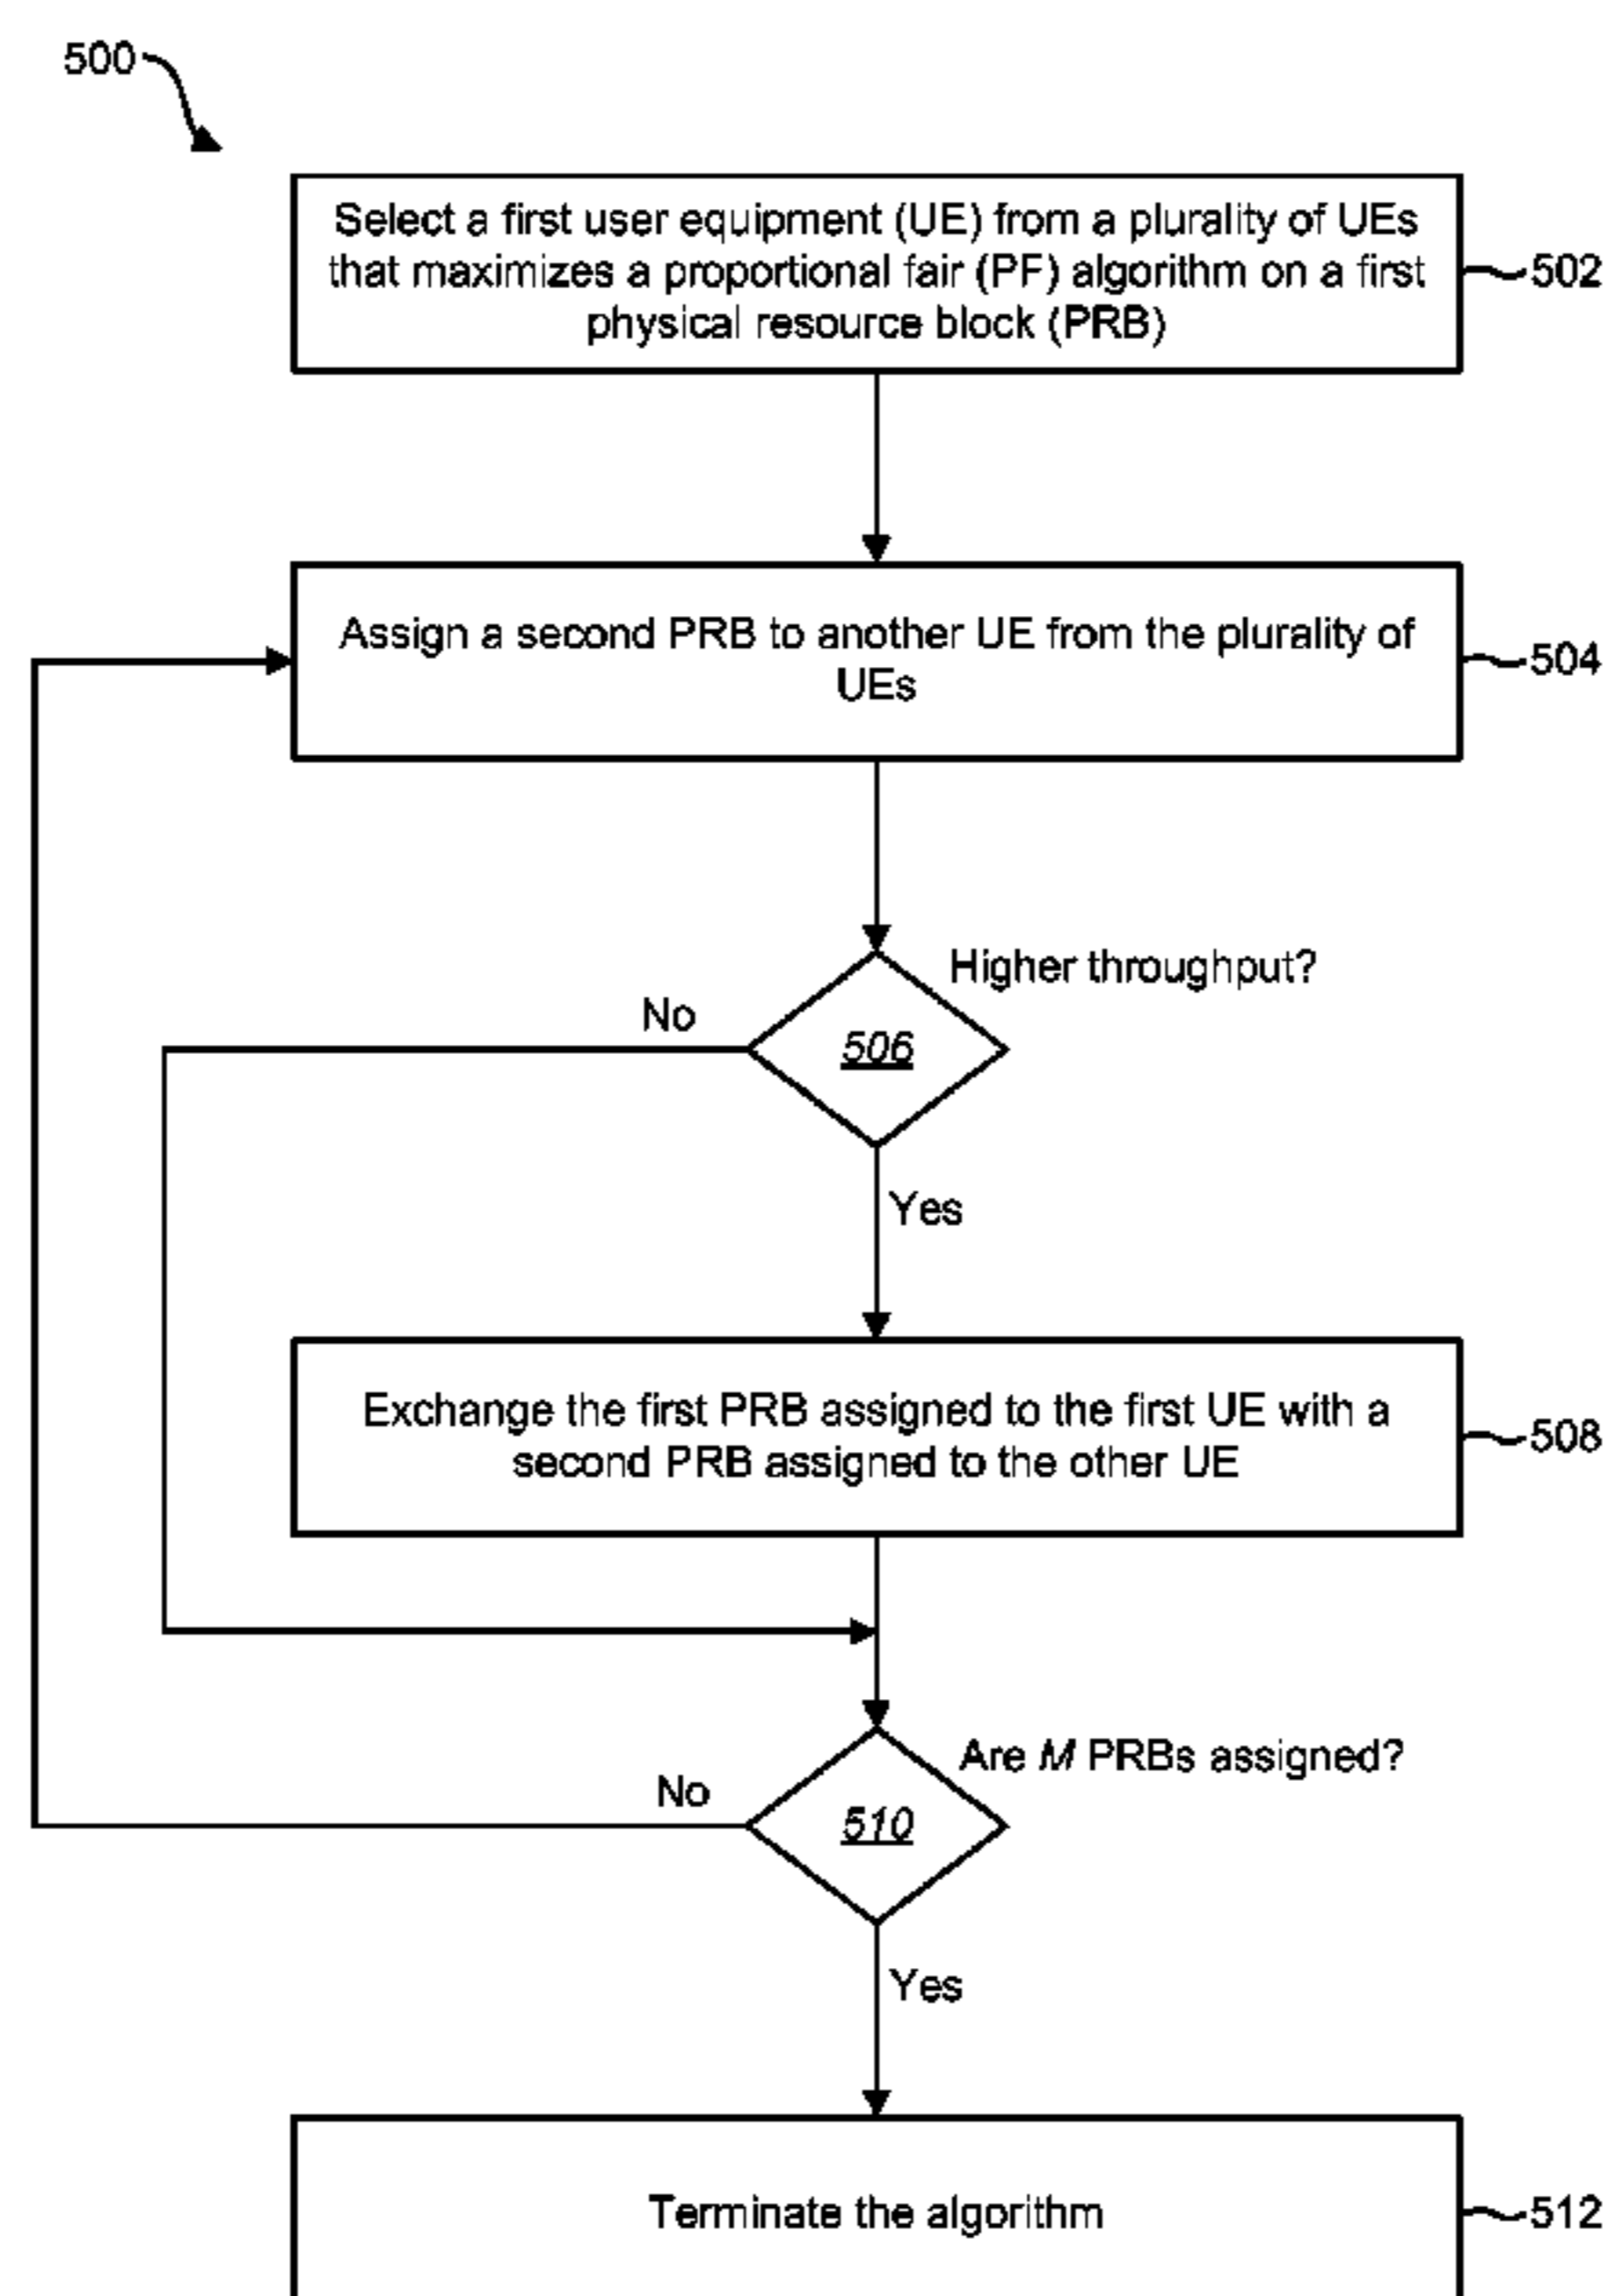 500
Select a first user equipment (UE) from a plurality of UEs
that maximizes a proportional fair (PF) algorithm on a first
physical resource block (PRB)
502
Assign a second PRB to another UE from the plurality of
UEs
504
Higher throughput?
No
506
Yes
Exchange the first PRB assigned to the first UE with a
second PRB assigned to the other UE
508
Are M PRBs assigned?
No
510
Yes
Terminate the algorithm
512